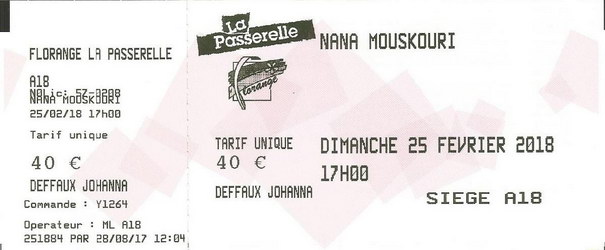 FLORANGE LA PASSERELLE
A18
NOlic: 5Z-3208
NANA MOUSKOURI
25/02/18 17h00
Tarif unique
40 €
DEFFAUX JOHANNA
Commande : Y1264
Operateur : ML A18
251884 PAR 28/08/17 12:04
La
Passerelle
florange
NANA MOUSKOURI
TARIF UNIQUE
40 €
DEFFAUX JOHANNA
DIMANCHE 25 FEVRIER 2018
17H00
SIEGE A18